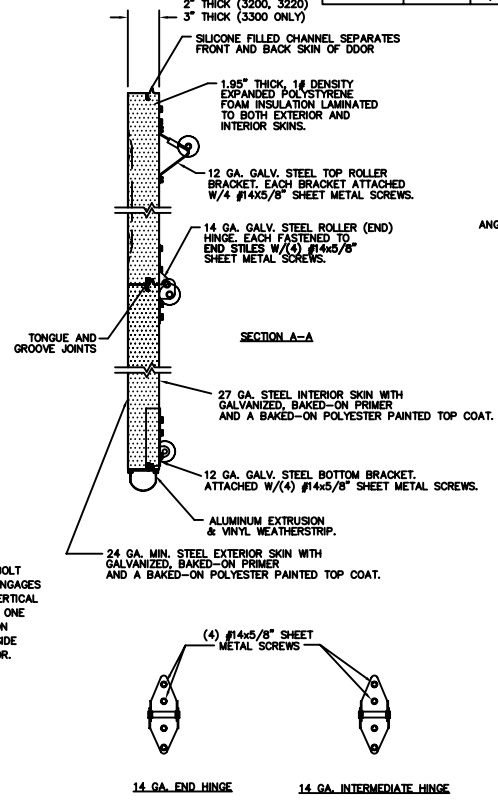 2" THICK (3200, 3220)
3" THICK (3300 ONLY)
SILICONE FILLED CHANNEL SEPARATES
FRONT AND BACK SKIN OF DDOR
1.95" THICK, 1# DENSITY
EXPANDED POLYSTYRENE
FOAM INSULATION LAMINATED
TO BOTH EXTERIOR AND
INTERIOR SKINS.
12 GA. GALV. STEEL TOP ROLLER
BRACKET. EACH BRACKET ATTACHED
W/4 #14X5/8" SHEET METAL SCREWS.
14 GA. GALV. STEEL ROLLER (END)
HINGE. EACH FASTENED TO
END STILES W/(4) #14x5/8"
SHEET METAL SCREWS.
ANG
TONGUE AND
GROOVE JOINTS
SECTION A-A
27 GA. STEEL INTERIOR SKIN WITH
GALVANIZED, BAKED-ON PRIMER
AND A BAKED-ON POLYESTER PAINTED TOP COAT.
12 GA. GALV. STEEL BOTTOM BRACKET.
ATTACHED W/(4) #14x5/8" SHEET METAL SCREWS.
ALUMINUM EXTRUSION
& VINYL WEATHERSTRIP.
24 GA. MIN. STEEL EXTERIOR SKIN WITH
GALVANIZED, BAKED-ON PRIMER
AND A BAKED-ON POLYESTER PAINTED TOP COAT.
OLT
NGAGES
ERTICAL
ONE
ON
SIDE
OR.
(4) #14x5/8" SHEET
METAL SCREWS
14 GA. END HINGE
14 GA. INTERMEDIATE HINGE